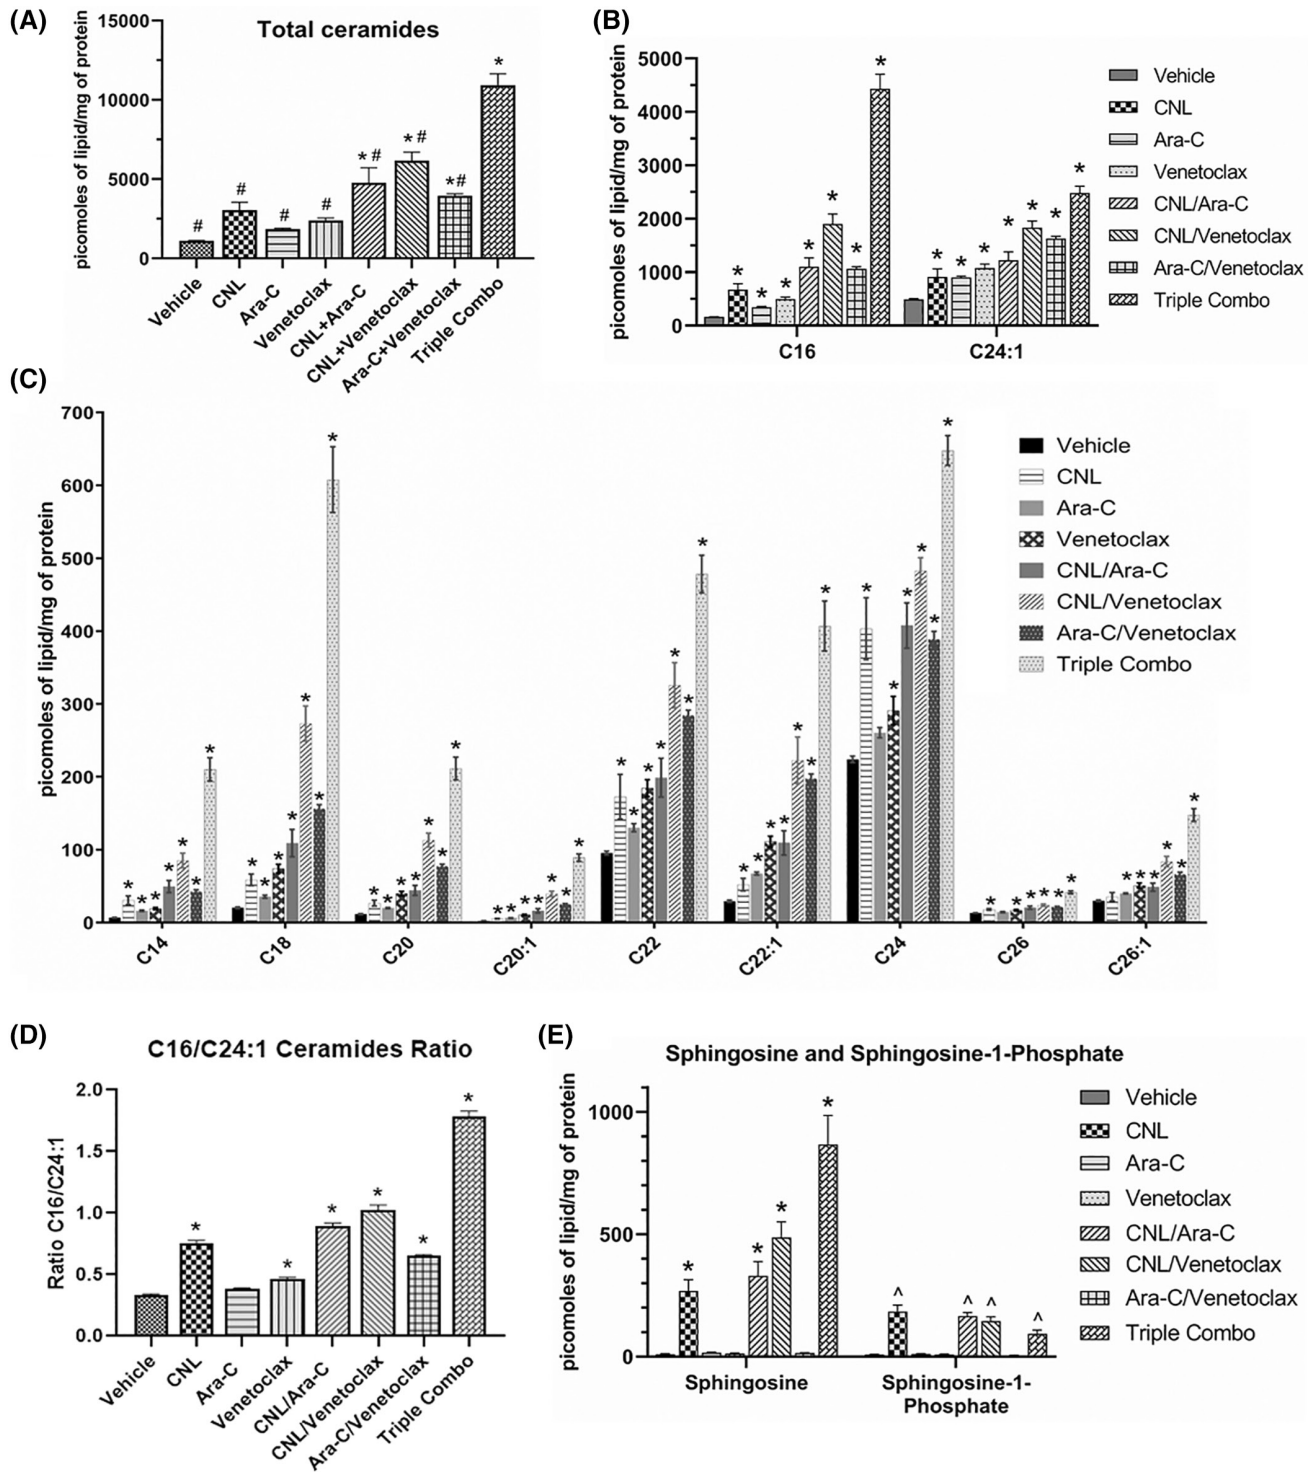 (A)
Total ceramides
picomoles of lipid/mg of protein
15000
10000
5000
0
# # # # * # * # *# *
Vehicle
CNL
Ara-C
Venetoclax
CNL+Ara-C
CNL+Venetoclax
Ara-C+Venetoclax
Triple Combo
(B)
picomoles of lipid/mg of protein
5000
4000
3000
2000
1000
0
* * * * * * *
* * * * * * *
C16
C24:1
Vehicle
CNL
Ara-C
Venetoclax
CNL/Ara-C
CNL/Venetoclax
Ara-C/Venetoclax
Triple Combo
(C)
picomoles of lipid/mg of protein
700
600
500
400
300
200
100
0
* * * * * * *
* * * * * * *
* * * * * * *
* * * * * * *
* * * * * * *
* * * * * * *
* * * * * *
* * * * * *
* * * * * *
C14
C18
C20
C20:1
C22
C22:1
C24
C26
C26:1
Vehicle
CNL
Ara-C
Venetoclax
CNL/Ara-C
CNL/Venetoclax
Ara-C/Venetoclax
Triple Combo
(D)
C16/C24:1 Ceramides Ratio
Ratio C16/C24:1
2.0
1.5
1.0
0.5
0.0
* * * * * *
Vehicle
CNL
Ara-C
Venetoclax
CNL/Ara-C
CNL/Venetoclax
Ara-C/Venetoclax
Triple Combo
(E)
Sphingosine and Sphingosine-1-Phosphate
picomoles of lipid/mg of protein
1000
500
0
* * * *
^ ^ ^ ^
Sphingosine
Sphingosine-1-
Phosphate
Vehicle
CNL
Ara-C
Venetoclax
CNL/Ara-C
CNL/Venetoclax
Ara-C/Venetoclax
Triple Combo